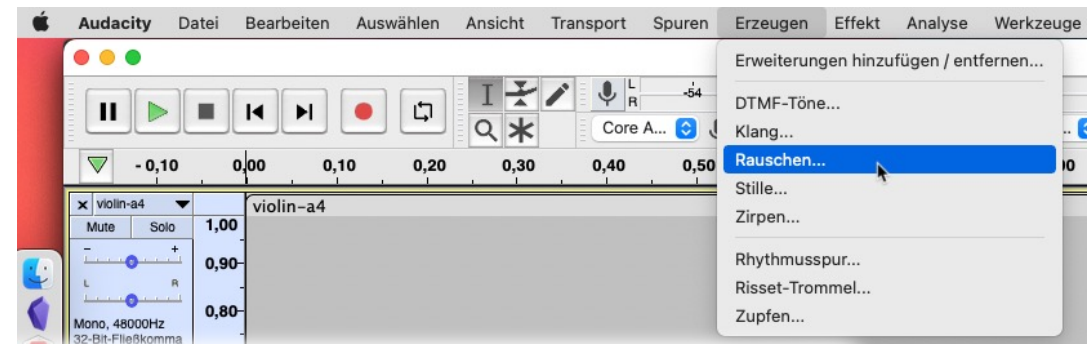 Audacity Datei Bearbeiten Auswählen Ansicht Transport Spuren Erzeugen Effekt Analyse Werkzeuge
Erweiterungen hinzufügen / entfernen...
DTMF-Töne...
Klang...
Rauschen...
Stille...
Zirpen...
Rhythmusspur...
Risset-Trommel...
Zupfen...
L
R
-54
Core A...
- 0,10 0,00 0,10 0,20 0,30 0,40 0,50
violin-a4
Mute Solo
- +
L R
Mono, 48000Hz
32-Bit-Fließkomma
1,00
0,90
0,80
violin-a4